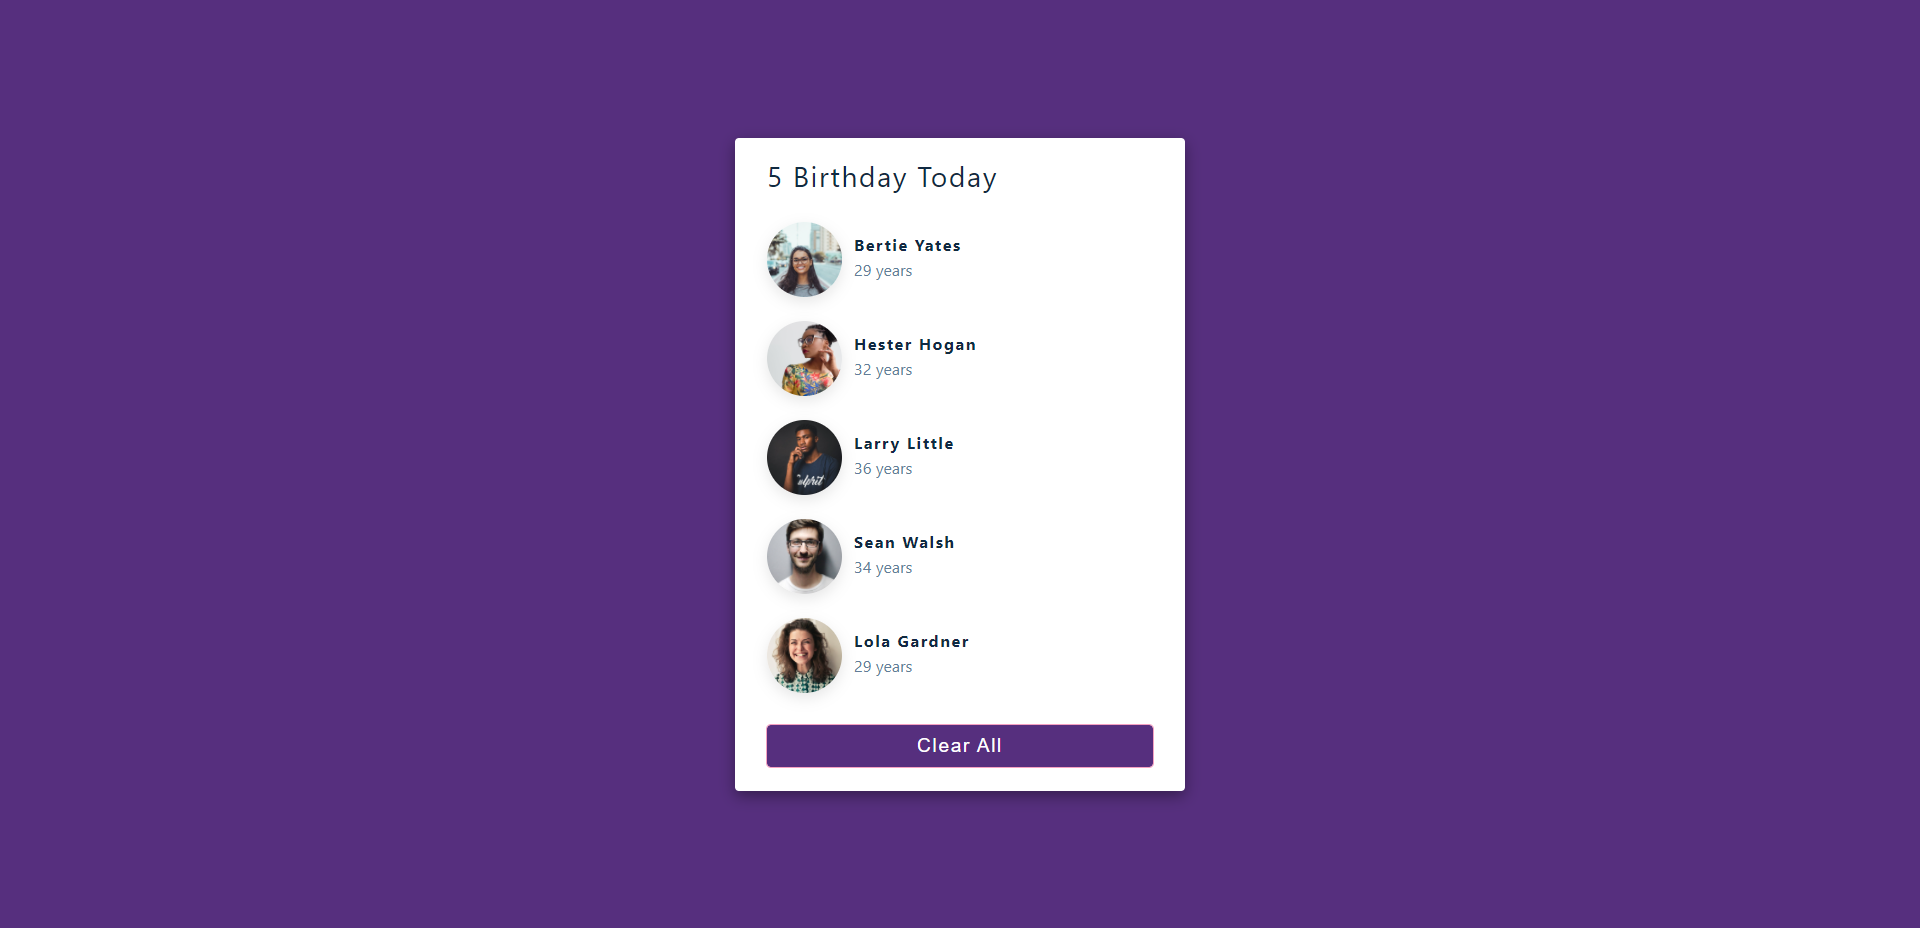 5 Birthday Today
Bertie Yates
29 years
Hester Hogan
32 years
Larry Little
36 years
Sean Walsh
34 years
Lola Gardner
29 years
Clear All